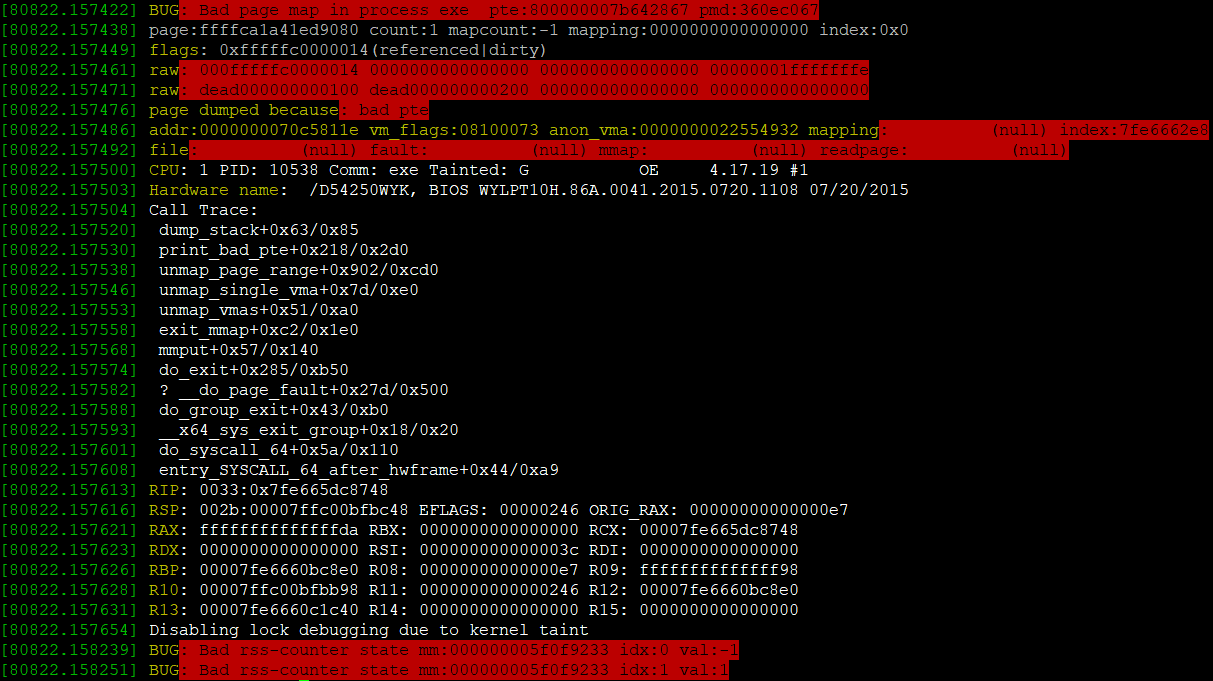 [80822.157422] BUG: Bad page map in process exe  pte:800000007b642867 pmd:360ec067
[80822.157438] page:ffffca1a41ed9080 count:1 mapcount:-1 mapping:0000000000000000 index:0x0
[80822.157449] flags: 0xfffffc0000014(referenced|dirty)
[80822.157461] raw: 000fffffc0000014 0000000000000000 0000000000000000 00000001fffffffe
[80822.157471] raw: dead000000000100 dead000000000200 0000000000000000 0000000000000000
[80822.157476] page dumped because: bad pte
[80822.157486] addr:0000000070c5811e vm_flags:08100073 anon_vma:0000000022554932 mapping:          (null) index:7fe6662e8
[80822.157492] file:          (null) fault:          (null) mmap:          (null) readpage:          (null)
[80822.157500] CPU: 1 PID: 10538 Comm: exe Tainted: G           OE     4.17.19 #1
[80822.157503] Hardware name:  /D54250WYK, BIOS WYLPT10H.86A.0041.2015.0720.1108 07/20/2015
[80822.157504] Call Trace:
[80822.157520]  dump_stack+0x63/0x85
[80822.157530]  print_bad_pte+0x218/0x2d0
[80822.157538]  unmap_page_range+0x902/0xcd0
[80822.157546]  unmap_single_vma+0x7d/0xe0
[80822.157553]  unmap_vmas+0x51/0xa0
[80822.157558]  exit_mmap+0xc2/0x1e0
[80822.157568]  mmput+0x57/0x140
[80822.157574]  do_exit+0x285/0xb50
[80822.157582]  ? __do_page_fault+0x27d/0x500
[80822.157588]  do_group_exit+0x43/0xb0
[80822.157593]  __x64_sys_exit_group+0x18/0x20
[80822.157601]  do_syscall_64+0x5a/0x110
[80822.157608]  entry_SYSCALL_64_after_hwframe+0x44/0xa9
[80822.157613] RIP: 0033:0x7fe665dc8748
[80822.157616] RSP: 002b:00007ffc00bfbc48 EFLAGS: 00000246 ORIG_RAX: 00000000000000e7
[80822.157621] RAX: ffffffffffffffda RBX: 0000000000000000 RCX: 00007fe665dc8748
[80822.157623] RDX: 0000000000000000 RSI: 000000000000003c RDI: 0000000000000000
[80822.157626] RBP: 00007fe6660bc8e0 R08: 00000000000000e7 R09: ffffffffffffff98
[80822.157628] R10: 00007ffc00bfbb98 R11: 0000000000000246 R12: 00007fe6660bc8e0
[80822.157631] R13: 00007fe6660c1c40 R14: 0000000000000000 R15: 0000000000000000
[80822.157654] Disabling lock debugging due to kernel taint
[80822.158239] BUG: Bad rss-counter state mm:000000005f0f9233 idx:0 val:-1
[80822.158251] BUG: Bad rss-counter state mm:000000005f0f9233 idx:1 val:1